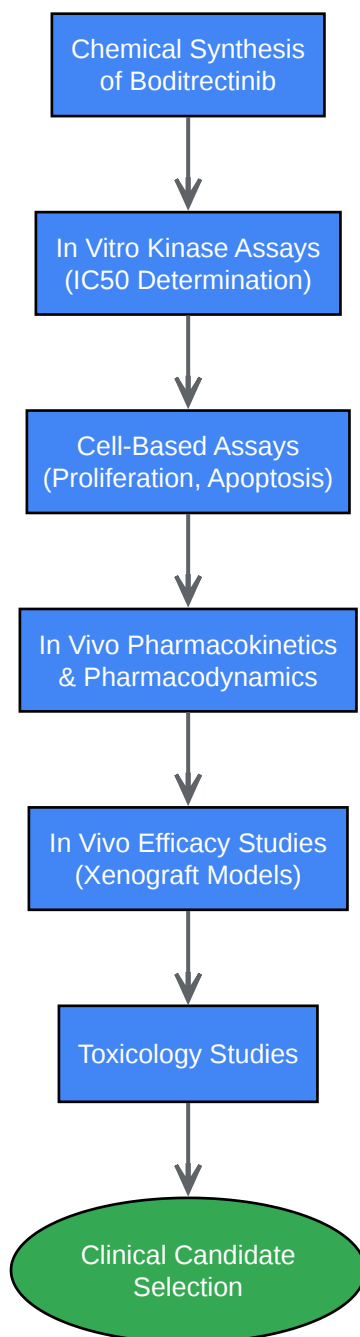 Chemical Synthesis
of Boditrectinib
In Vitro Kinase Assays
(IC50 Determination)
Cell-Based Assays
(Proliferation, Apoptosis)
In Vivo Pharmacokinetics
& Pharmacodynamics
In Vivo Efficacy Studies
(Xenograft Models)
Toxicology Studies
Clinical Candidate
Selection